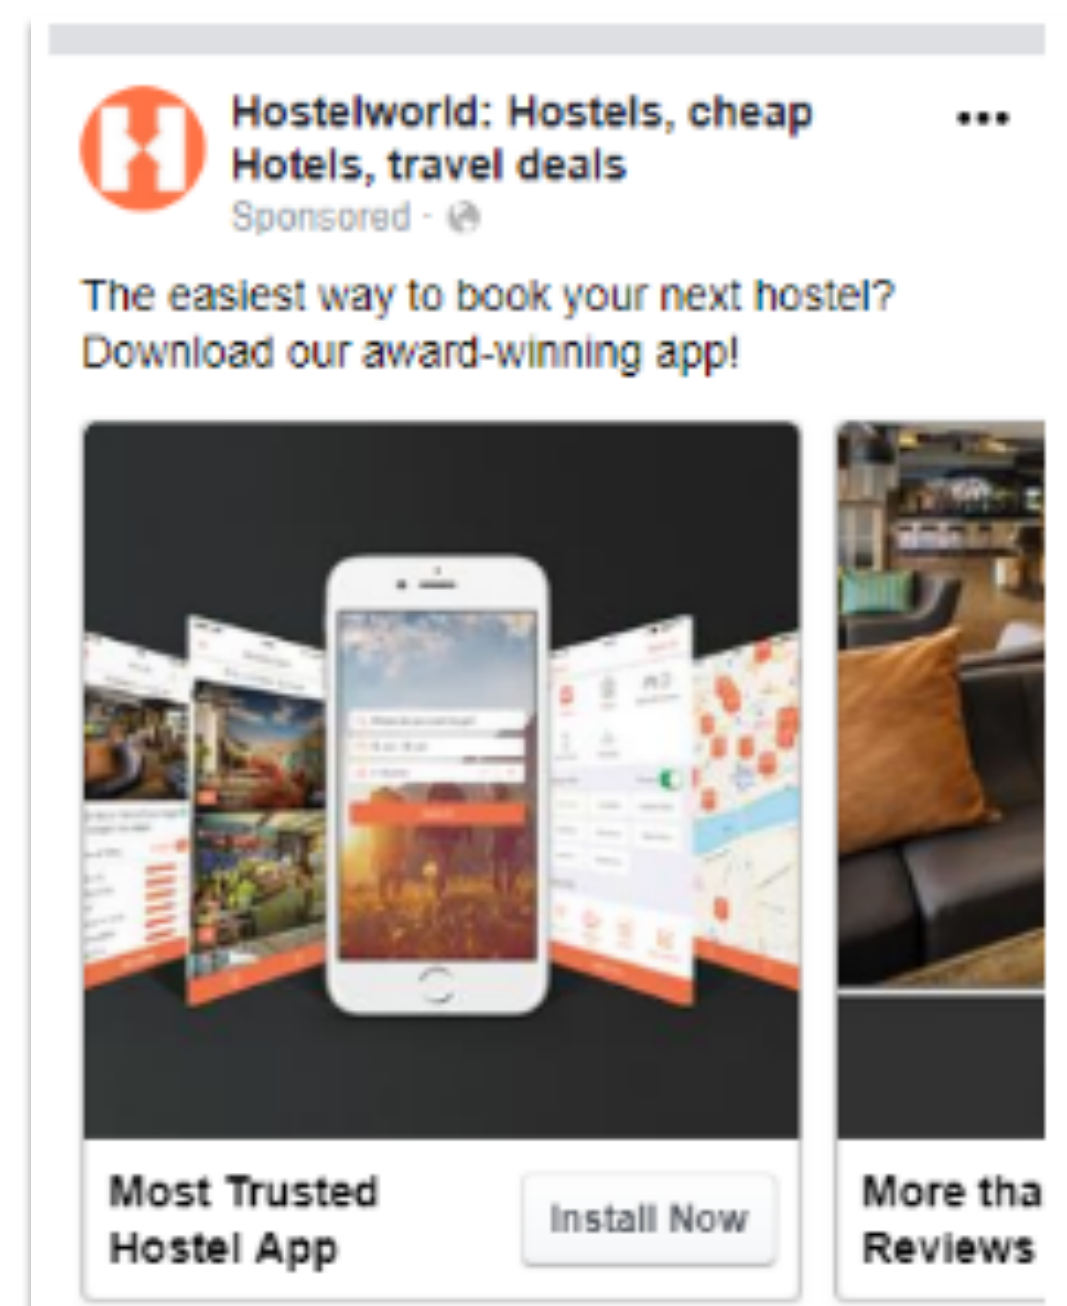 Hostelworld: Hostels, cheap
Hotels, travel deals
Sponsored ·
The easiest way to book your next hostel?
Download our award-winning app!
Most Trusted
Hostel App
Install Now
More tha
Reviews